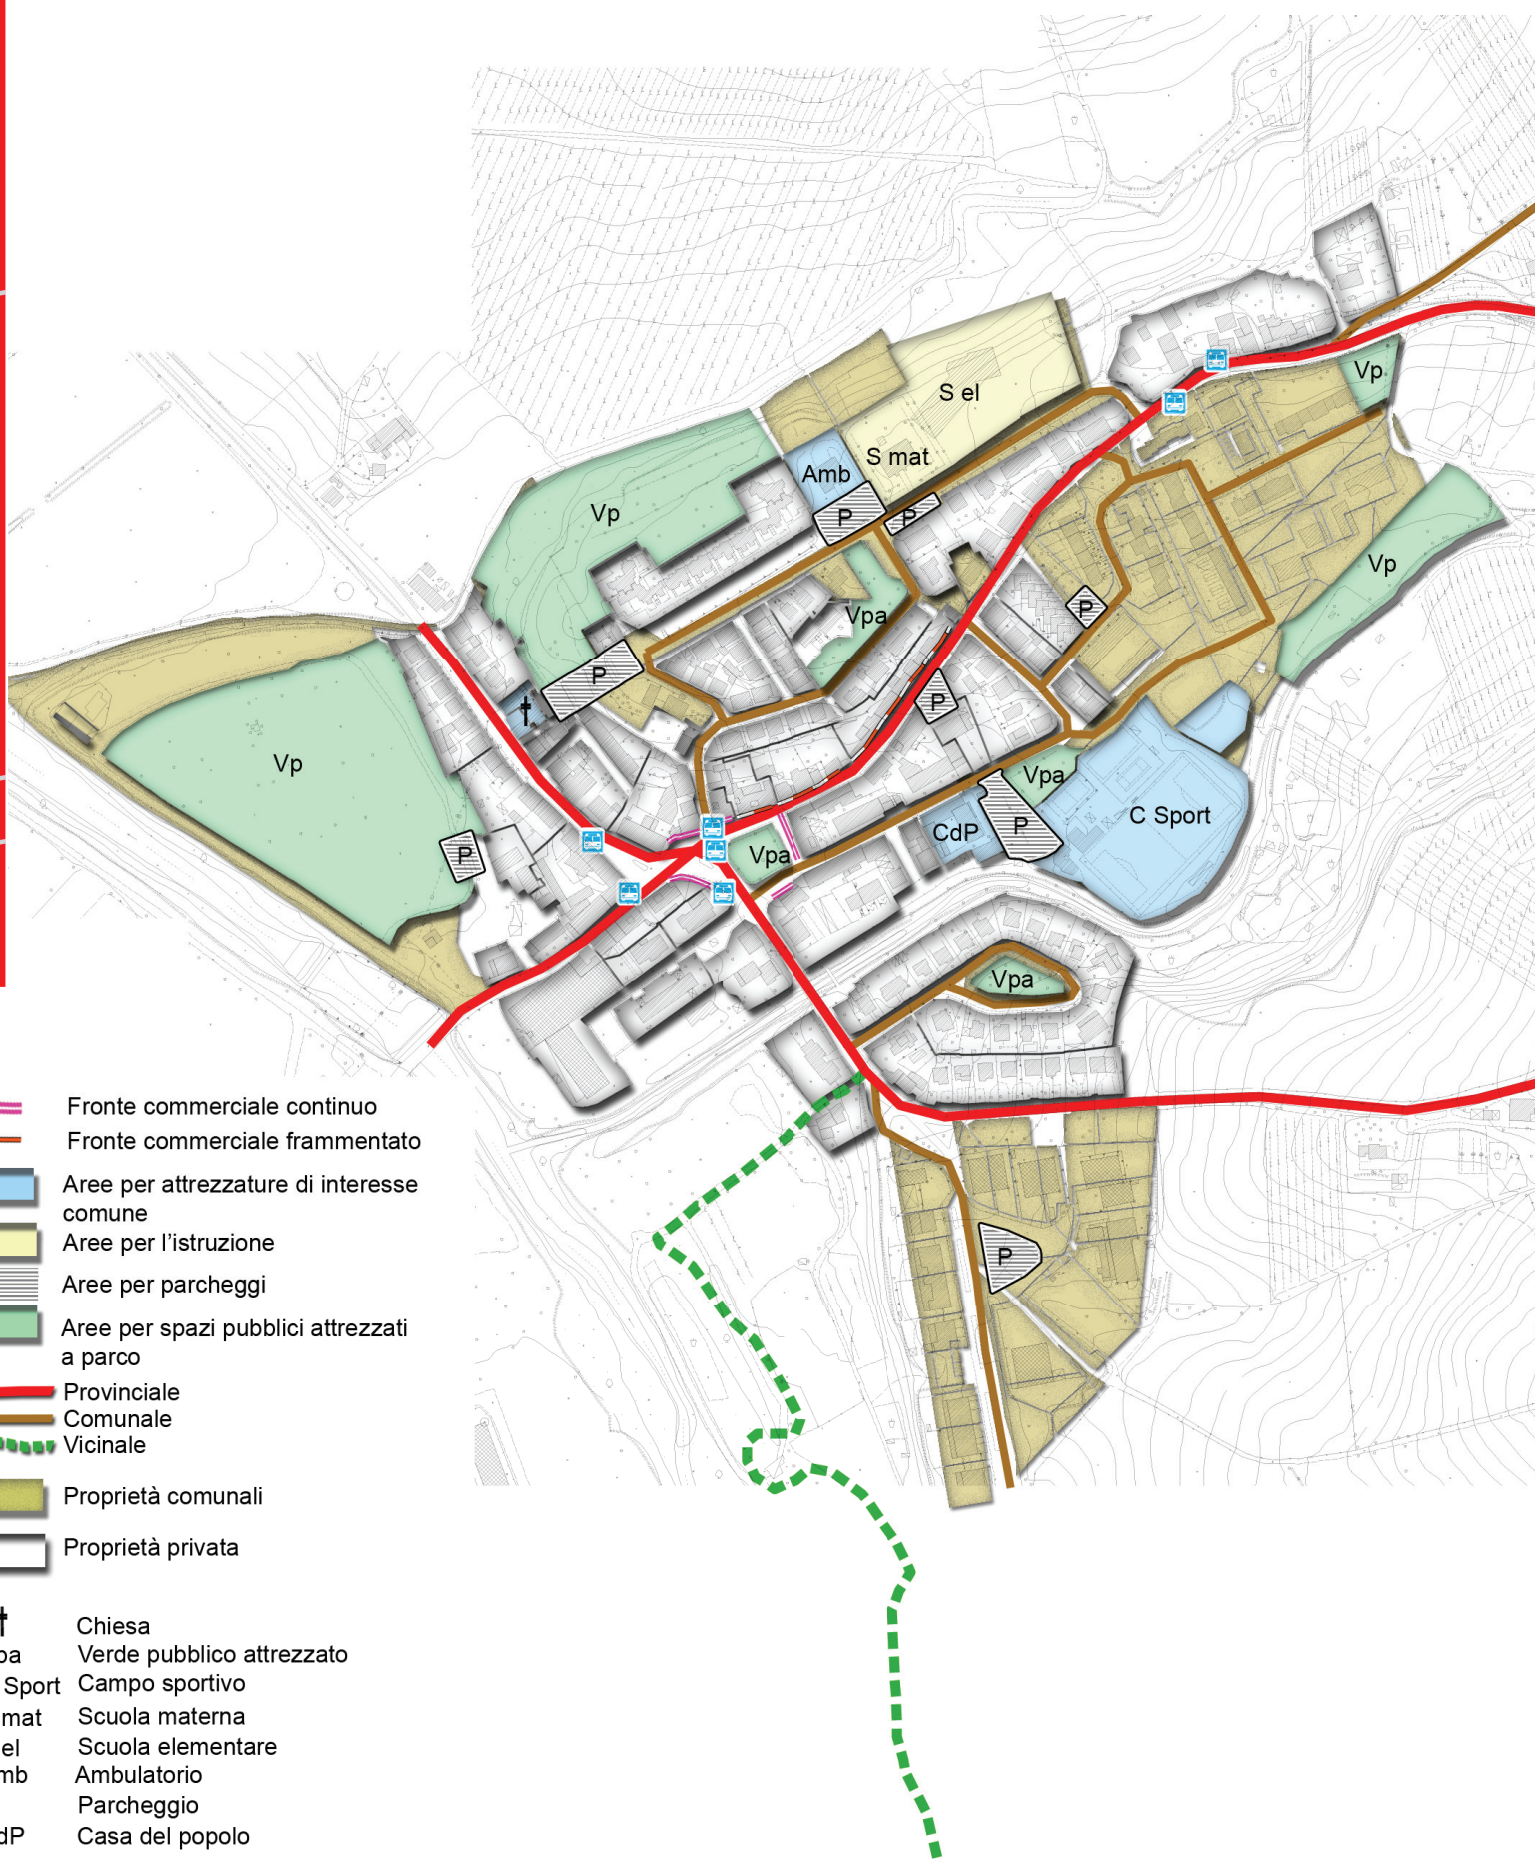 Vp
S el
S mat
Amb
P
P
Vp
Vp
Vpa
P
P
P
Vp
Vpa
C Sport
P
CdP
Vpa
P
Vpa
P
Fronte commerciale continuo
Fronte commerciale frammentato
Aree per attrezzature di interesse
comune
Aree per l'istruzione
Aree per parcheggi
Aree per spazi pubblici attrezzati
a parco
Provinciale
Comunale
Vicinale
Proprietà comunali
Proprietà privata
Chiesa
pa Verde pubblico attrezzato
Sport Campo sportivo
mat Scuola materna
el Scuola elementare
mb Ambulatorio
Parcheggio
dP Casa del popolo